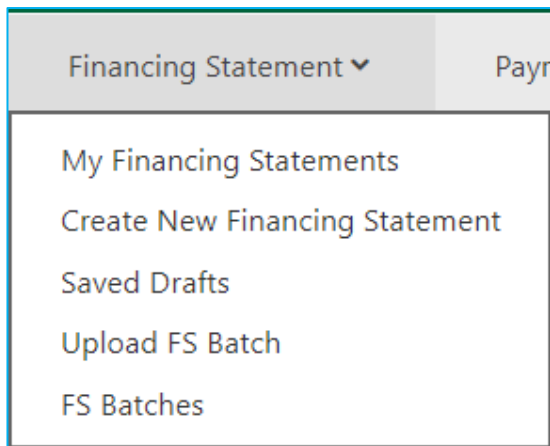 Financing Statement
My Financing Statements
Create New Financing Statement
Saved Drafts
Upload FS Batch
FS Batches